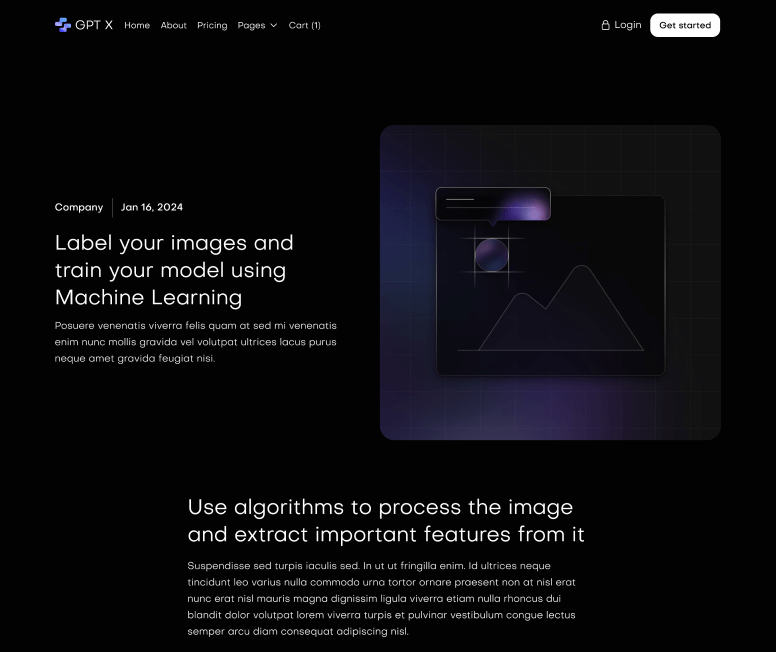 GPT X Home About Pricing Pages Cart (1) Login Get started
Company Jan 16, 2024
Label your images and
train your model using
Machine Learning
Posuere venenatis viverra felis quam at sed mi venenatis
enim nunc mollis gravida vel volutpat ultrices lacus purus
neque amet gravida feugiat nisi.
Use algorithms to process the image
and extract important features from it
Suspendisse sed turpis iaculis sed. In ut ut fringilla enim. Id ultrices neque
tincidunt leo varius nulla commodo urna tortor ornare praesent non at nisl erat
nunc erat nisl mauris magna dignissim ligula viverra etiam nulla rhoncus dui
blandit dolor volutpat lorem viverra turpis et pulvinar vestibulum congue lectus
semper arcu diam consequat adipiscing nisl.